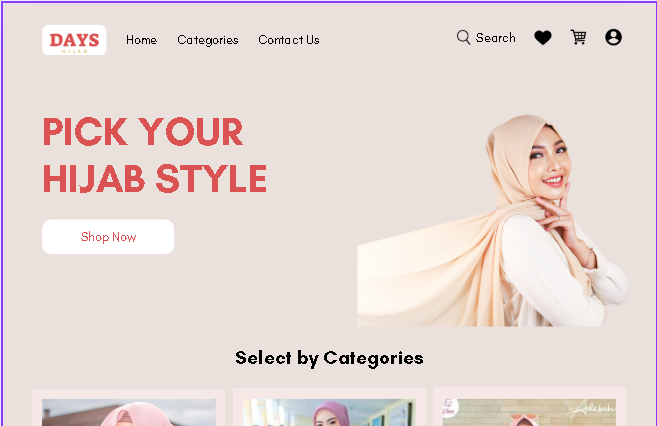 DAYS
HIJAB
Home Categories Contact Us
Search
PICK YOUR
HIJAB STYLE
Shop Now
Select by Categories